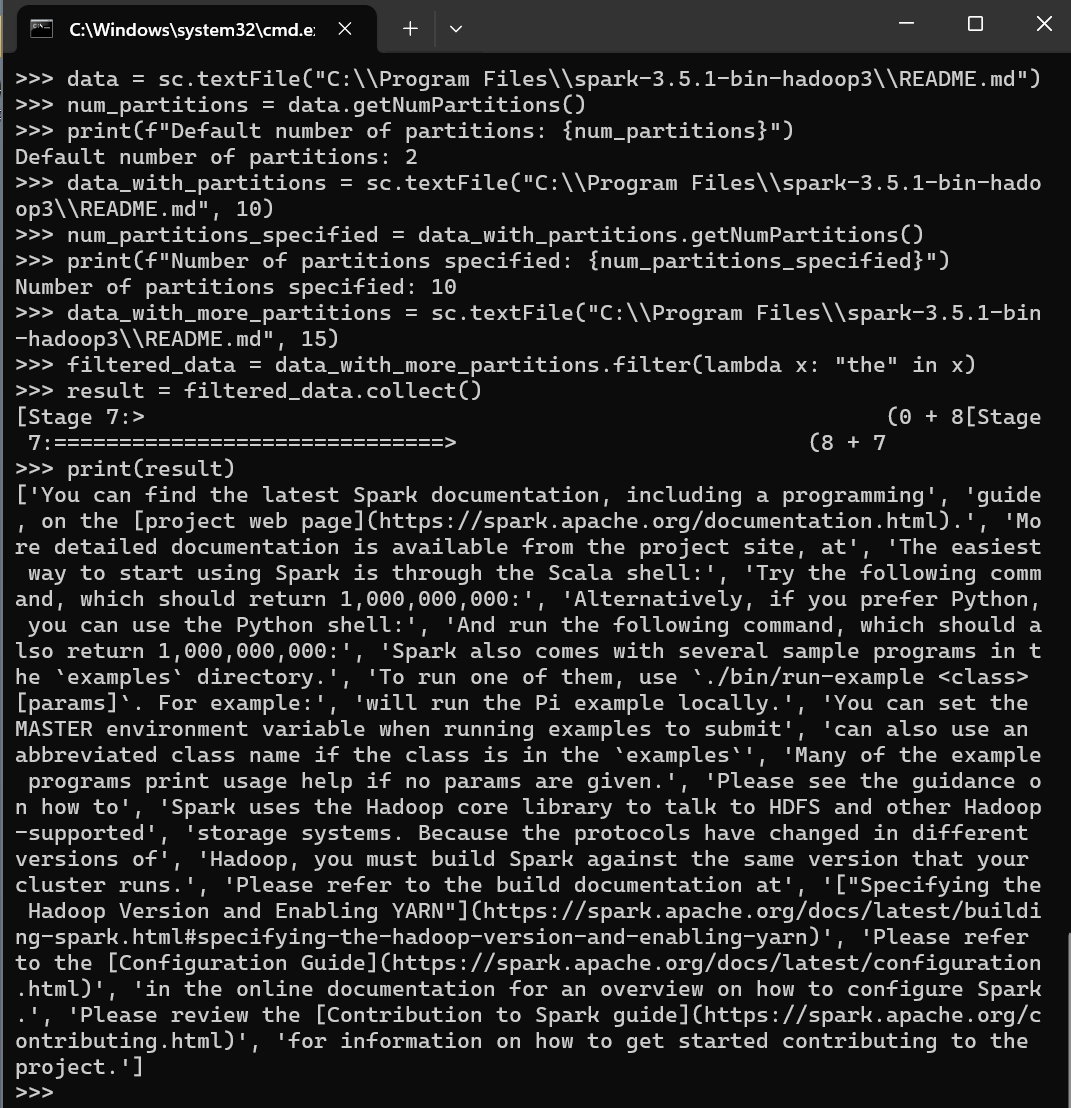 C:\Windows\system32\cmd.e:
>>> data = sc.textFile("C:\\Program Files\\spark-3.5.1-bin-hadoop3\\README.md")
>>> num_partitions = data.getNumPartitions()
>>> print(f"Default number of partitions: {num_partitions}")
Default number of partitions: 2
>>> data_with_partitions = sc.textFile("C:\\Program Files\\spark-3.5.1-bin-hado
op3\\README.md", 10)
>>> num_partitions_specified = data_with_partitions.getNumPartitions()
>>> print(f"Number of partitions specified: {num_partitions_specified}")
Number of partitions specified: 10
>>> data_with_more_partitions = sc.textFile("C:\\Program Files\\spark-3.5.1-bin
-hadoop3\\README.md", 15)
>>> filtered_data = data_with_more_partitions.filter(lambda x: "the" in x)
>>> result = filtered_data.collect()
[Stage 7:>                                                         (0 + 8[Stage
 7:==============================>                           (8 + 7
>>> print(result)
['You can find the latest Spark documentation, including a programming', 'guide
, on the [project web page](https://spark.apache.org/documentation.html).', 'Mo
re detailed documentation is available from the project site, at', 'The easiest
 way to start using Spark is through the Scala shell:', 'Try the following comm
and, which should return 1,000,000,000:', 'Alternatively, if you prefer Python,
 you can use the Python shell:', 'And run the following command, which should a
lso return 1,000,000,000:', 'Spark also comes with several sample programs in t
he `examples` directory.', 'To run one of them, use `./bin/run-example <class>
[params]`. For example:', 'will run the Pi example locally.', 'You can set the
MASTER environment variable when running examples to submit', 'can also use an
abbreviated class name if the class is in the `examples`', 'Many of the example
 programs print usage help if no params are given.', 'Please see the guidance o
n how to', 'Spark uses the Hadoop core library to talk to HDFS and other Hadoop
-supported', 'storage systems. Because the protocols have changed in different
versions of', 'Hadoop, you must build Spark against the same version that your
cluster runs.', 'Please refer to the build documentation at', '["Specifying the
 Hadoop Version and Enabling YARN"](https://spark.apache.org/docs/latest/buildi
ng-spark.html#specifying-the-hadoop-version-and-enabling-yarn)', 'Please refer
to the [Configuration Guide](https://spark.apache.org/docs/latest/configuration
.html)', 'in the online documentation for an overview on how to configure Spark
.', 'Please review the [Contribution to Spark guide](https://spark.apache.org/c
ontributing.html)', 'for information on how to get started contributing to the
project.']
>>>